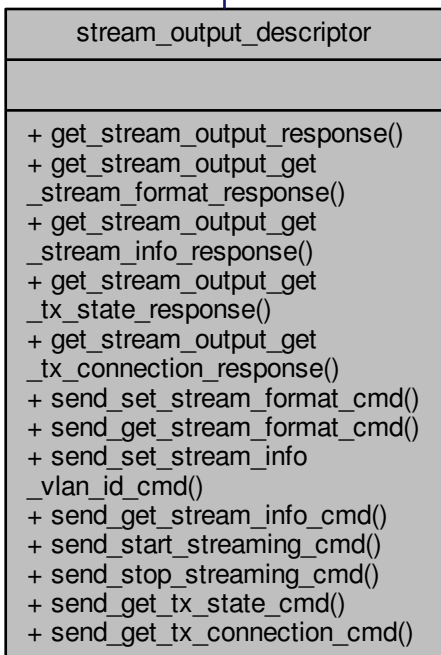 stream_output_descriptor
+ get_stream_output_response()
+ get_stream_output_get
_stream_format_response()
+ get_stream_output_get
_stream_info_response()
+ get_stream_output_get
_tx_state_response()
+ get_stream_output_get
_tx_connection_response()
+ send_set_stream_format_cmd()
+ send_get_stream_format_cmd()
+ send_set_stream_info
_vlan_id_cmd()
+ send_get_stream_info_cmd()
+ send_start_streaming_cmd()
+ send_stop_streaming_cmd()
+ send_get_tx_state_cmd()
+ send_get_tx_connection_cmd()